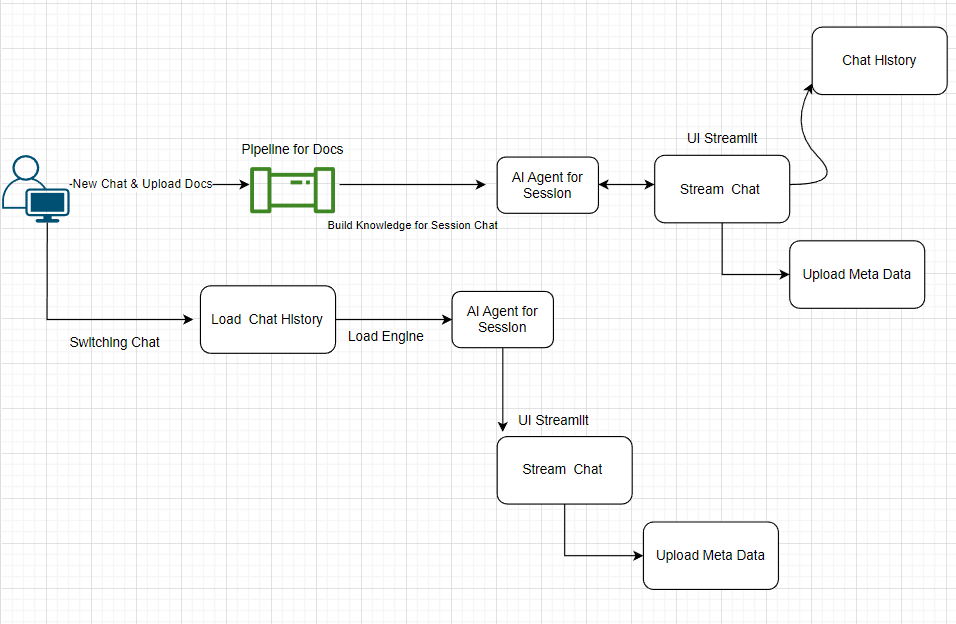 Chat History
UI Streamlit
Pipeline for Docs
-New Chat & Upload Docs
AI Agent for
Session
Stream Chat
Build Knowledge for Session Chat
Upload Meta Data
Load Chat History
AI Agent for
Session
Switching Chat
Load Engine
UI Streamlit
Stream Chat
Upload Meta Data